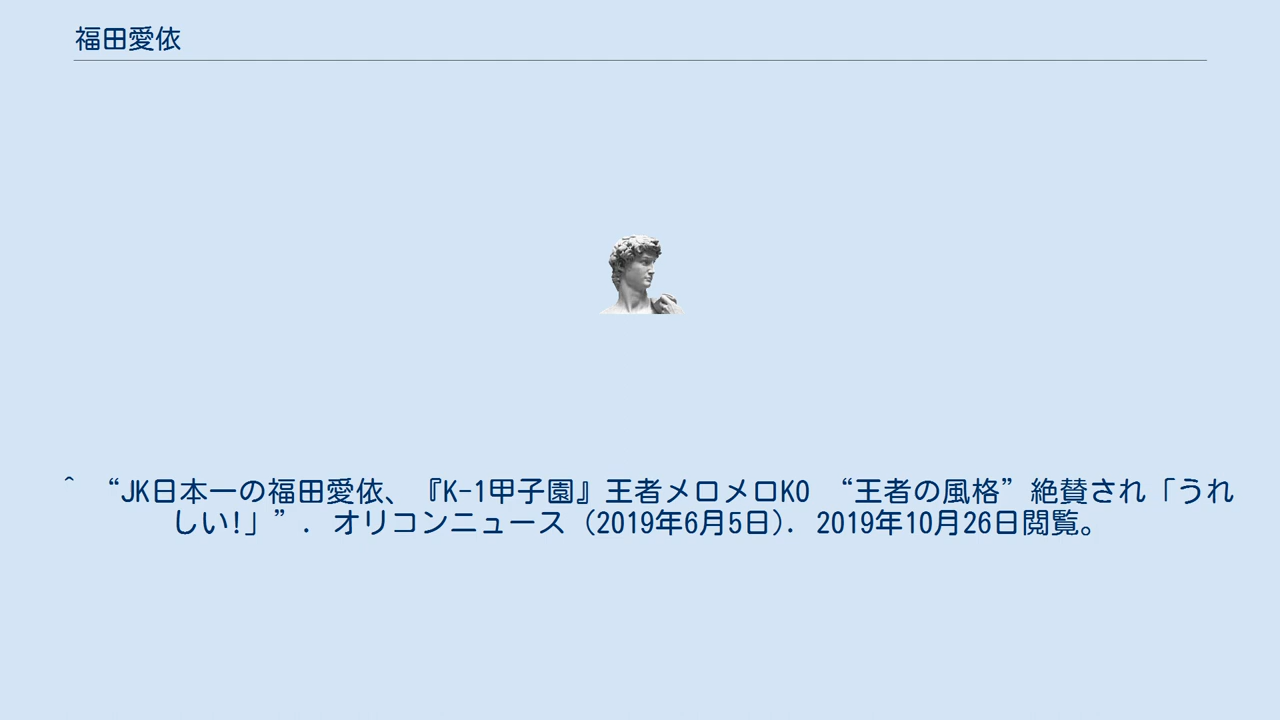 福田愛依
^ “JK日本一の福田愛依、『K-1甲子園』王者メロメロKO “王者の風格”絶賛され「うれ
しい!」”. オリコンニュース (2019年6月5日). 2019年10月26日閲覧。